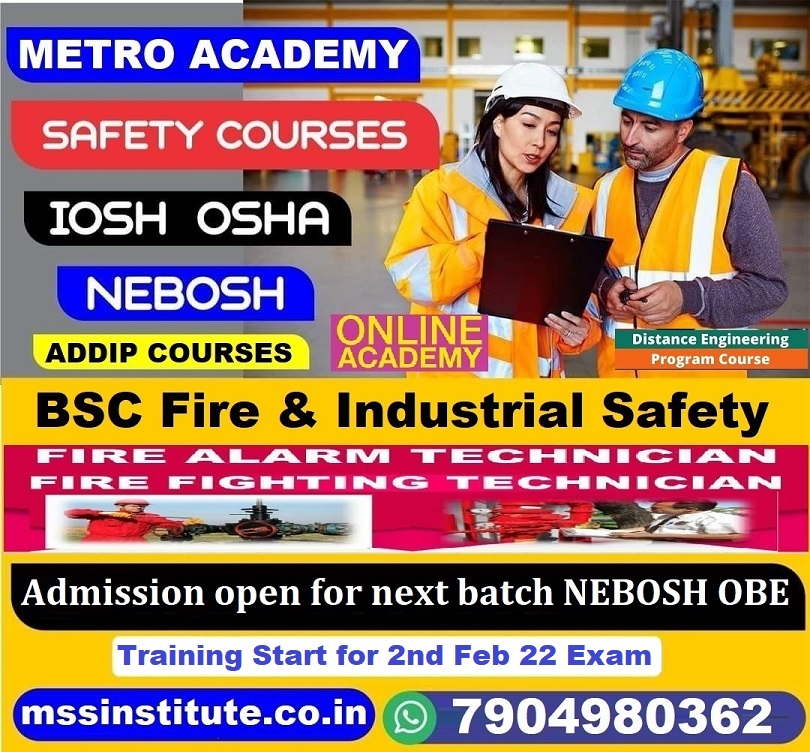 METRO ACADEMY
SAFETY COURSES
IOSH OSHA
NEBOSH
ADDIP COURSES
ONLINE
ACADEMY
Distance Engineering
Program Course
BSC Fire & Industrial Safety
FIRE ALARM TECHNICIAN
FIRE FIGHTING TECHNICIAN
Admission open for next batch NEBOSH OBE
Training Start for 2nd Feb 22 Exam
mssinstitute.co.in
7904980362